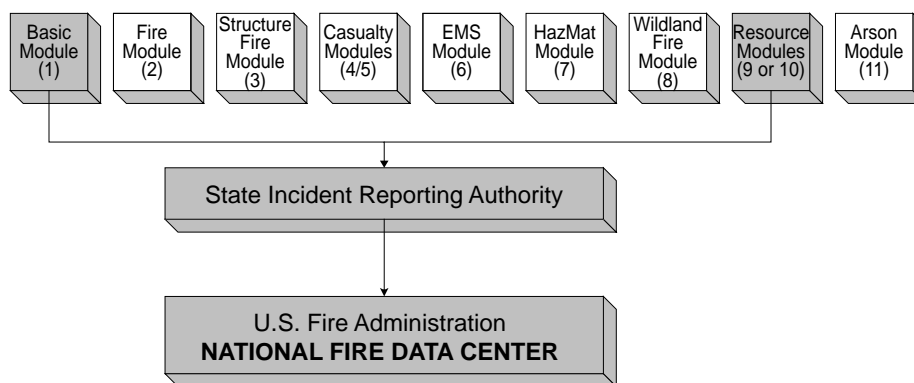 Basic
Module
(1)
Fire
Module
(2)
Structure
Fire
Module
(3)
Casualty
Modules
(4/5)
EMS
Module
(6)
HazMat
Module
(7)
Wildland
Fire
Module
(8)
Resource
Modules
(9 or 10)
Arson
Module
(11)
State Incident Reporting Authority
U.S. Fire Administration
NATIONAL FIRE DATA CENTER